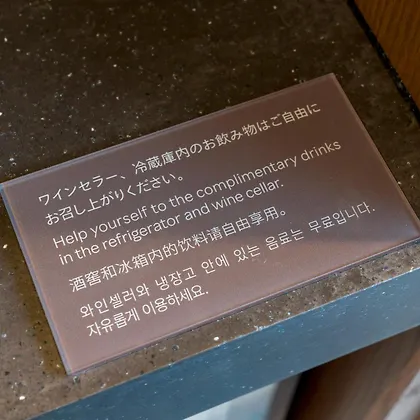 ワインセラー、冷蔵庫内のお飲み物はご自由に
お召し上がりください。
Help yourself to the complimentary drinks
in the refrigerator and wine cellar.
酒窖和冰箱内的饮料请自由享用。
와인셀러와 냉장고 안에 있는 음료는 무료입니다.
자유롭게 이용하세요.